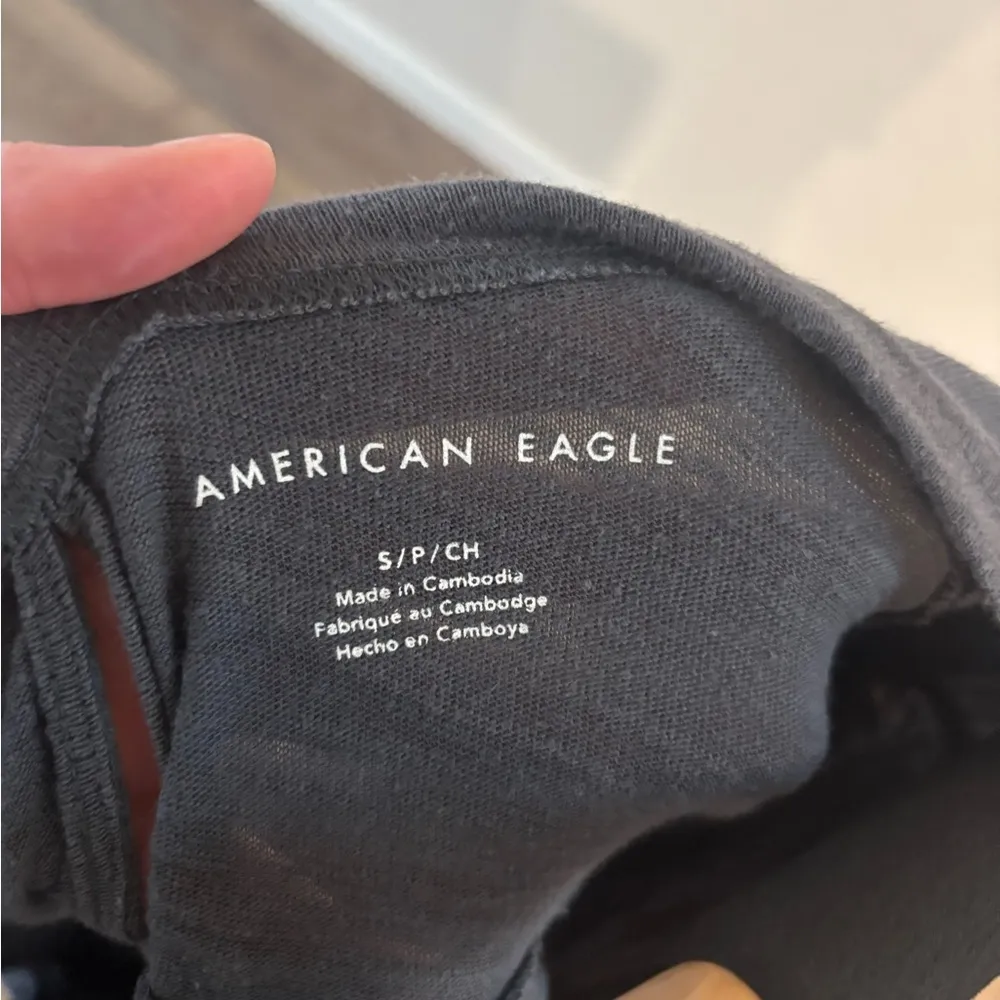 AMERICAN EAGLE
S/P/CH
Made in Cambodia
Fabriqué au Cambodge
Hecho en Camboya